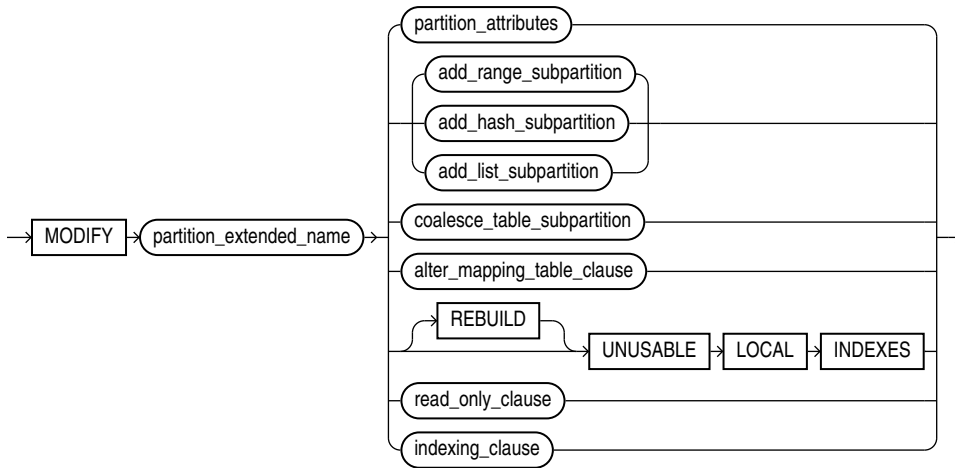 partition_attributes
add_range_subpartition
add_hash_subpartition
add_list_subpartition
coalesce_table_subpartition
MODIFY partition_extended_name
alter_mapping_table_clause
REBUILD
UNUSABLE LOCAL INDEXES
read_only_clause
indexing_clause